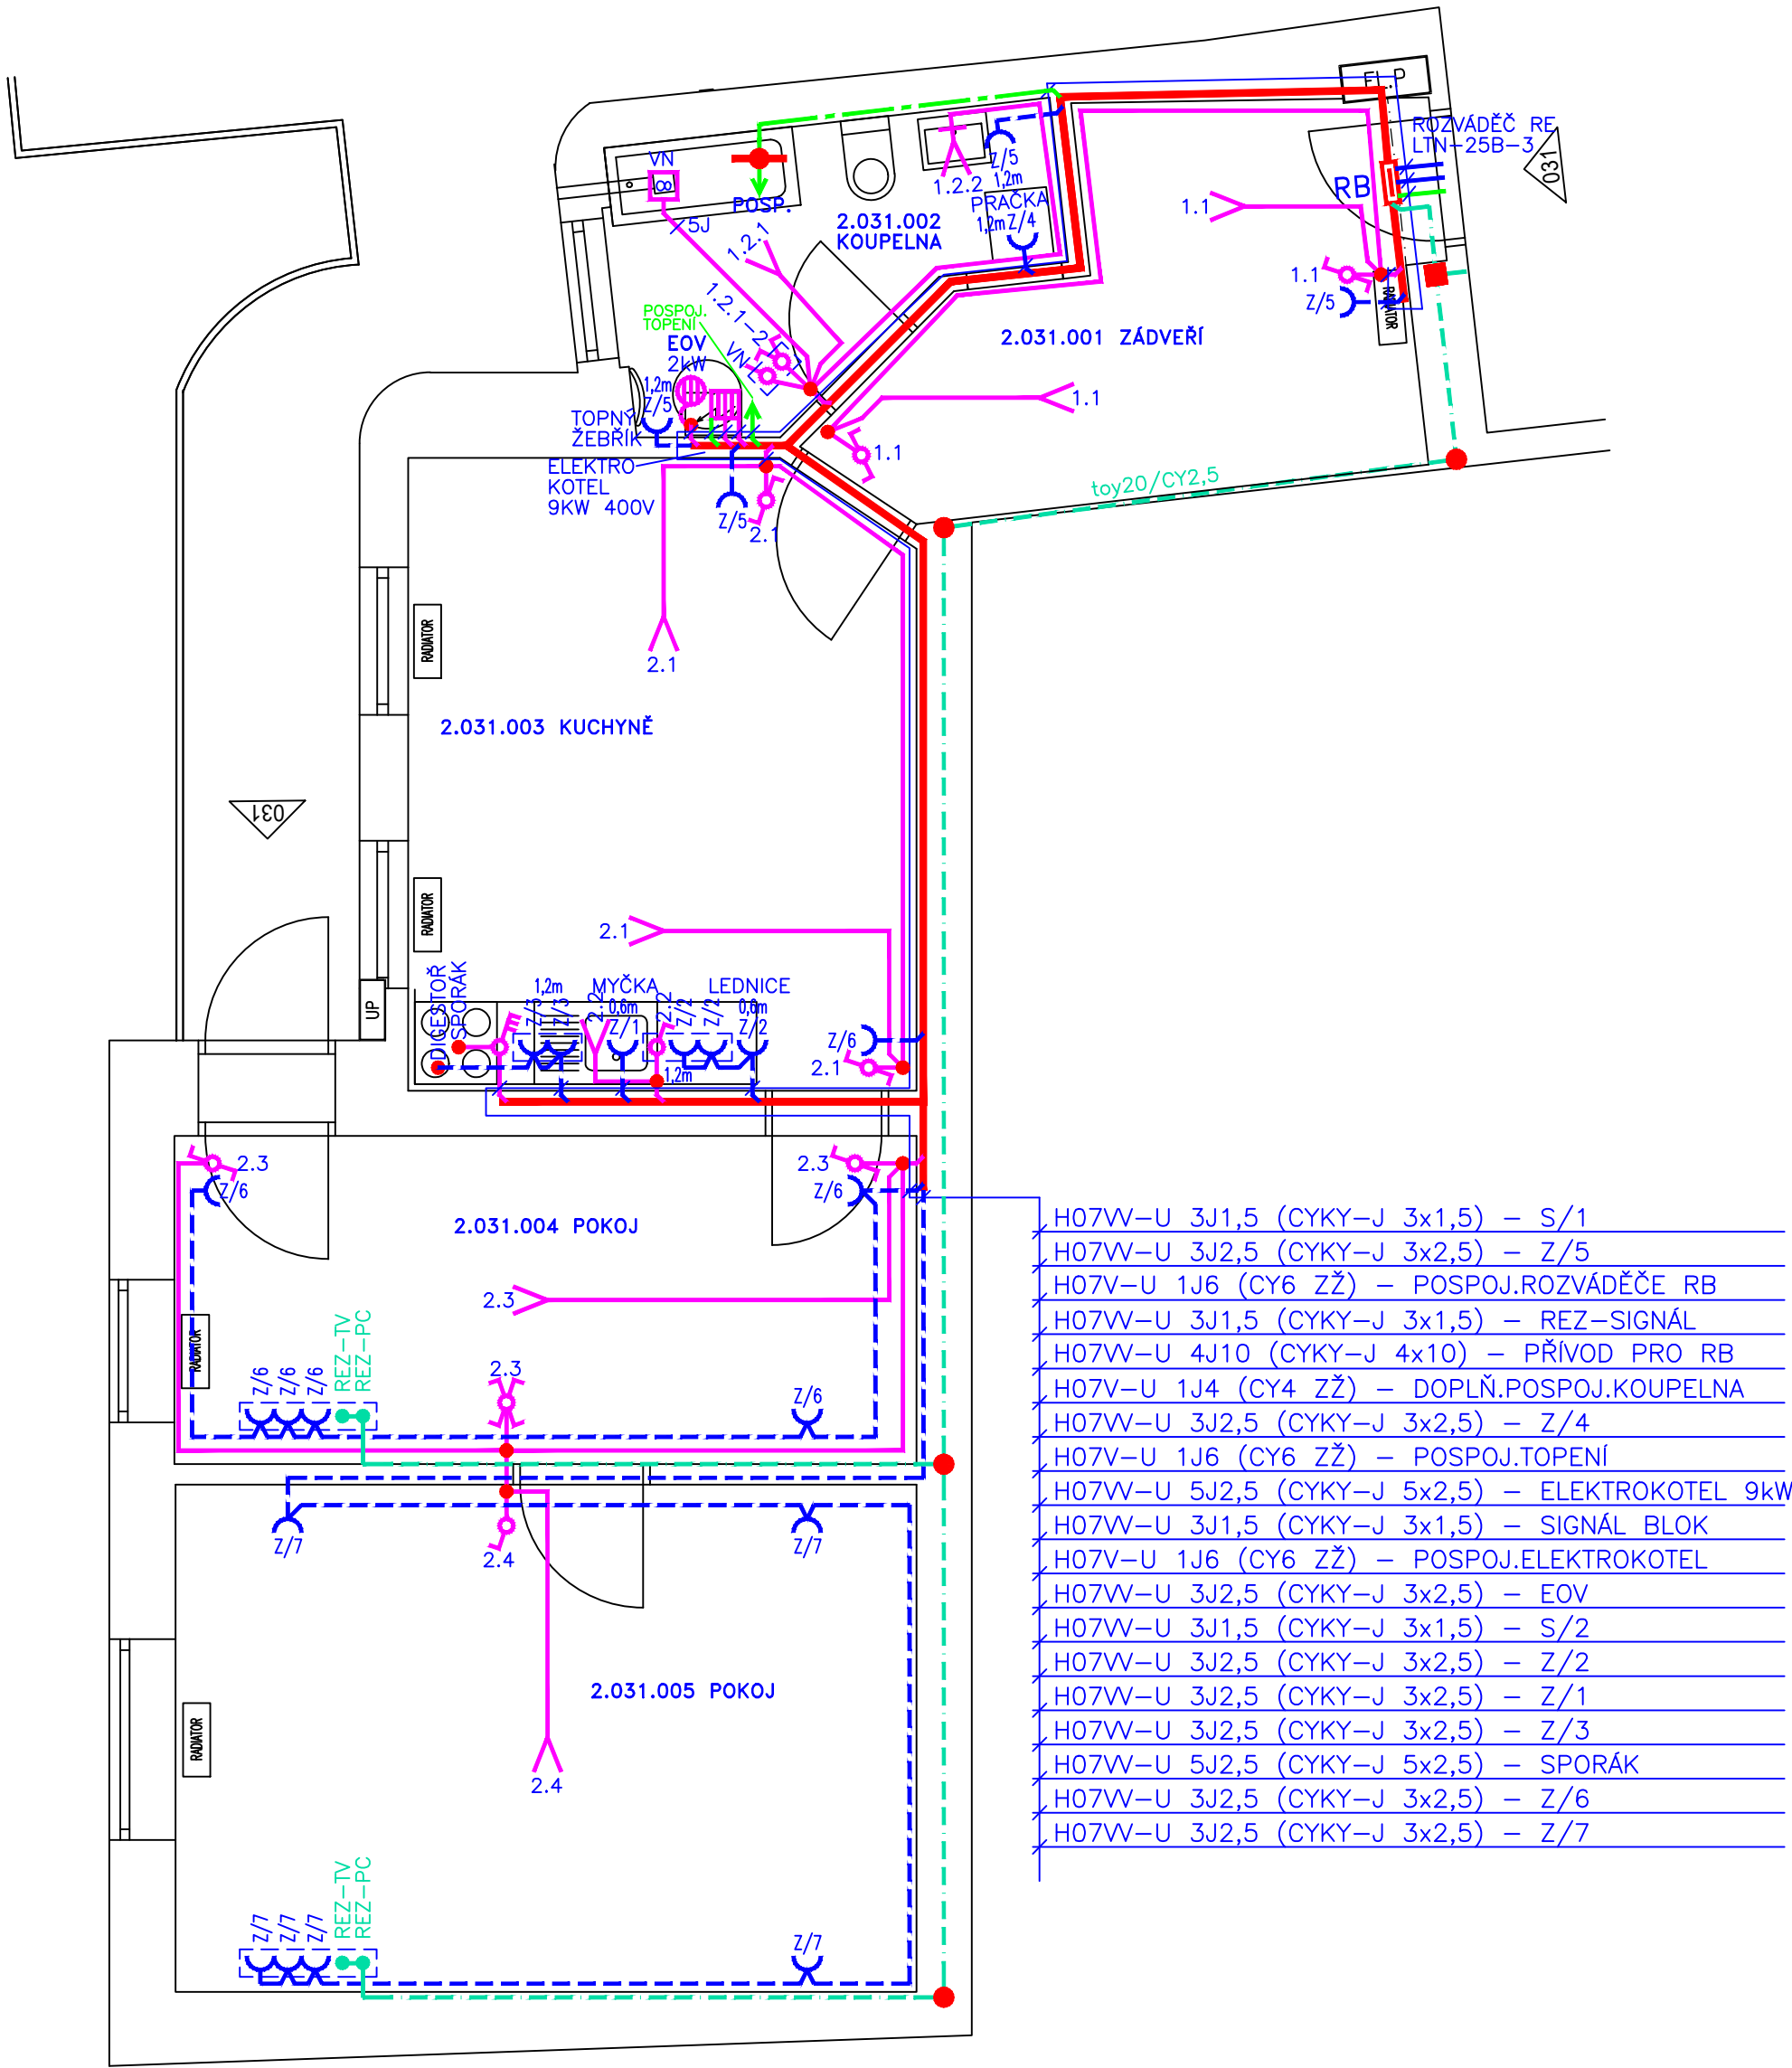 ROZVÁDĚČ RE
LTN-25B-3
031
RB
VN
8
POSP.
5J
1.2.2
Z/5
1,2m
PRAČKA
1,2m Z/4
2.031.002
KOUPELNA
1.2.1
1.2.1-2
VN
1.1
1.1
Z/5
RADIATOR
2.031.001 ZÁDVEŘÍ
POSPOJ.
TOPENÍ
EOV
2kW
1,2m
Z/5
TOPNÝ
ŽEBŘÍK
ELEKTRO
KOTEL
9KW 400V
1.1
1.1
Z/5
2.1
toy20/CY2,5
RADIATOR
2.1
2.031.003 KUCHYNĚ
031
RADIATOR
2.1
UP
DIGESTOŘ
SPORÁK
1,2m
Z/3
Z/3
MYČKA
2.2
0,6m
Z/1
2.2
Z/2
Z/2
LEDNICE
0,6m
Z/2
1,2m
Z/6
2.1
2.3
Z/6
2.3
Z/6
2.031.004 POKOJ
2.3
RADIATOR
Z/6
Z/6
Z/6
REZ-TV
REZ-PC
2.3
Z/6
Z/7
2.4
Z/7
2.031.005 POKOJ
RADIATOR
2.4
Z/7
Z/7
Z/7
REZ-TV
REZ-PC
Z/7
H07VV-U 3J1,5 (CYKY-J 3x1,5) - S/1
H07VV-U 3J2,5 (CYKY-J 3x2,5) - Z/5
H07V-U 1J6 (CY6 ZŽ) - POSPOJ.ROZVÁDĚČE RB
H07VV-U 3J1,5 (CYKY-J 3x1,5) - REZ-SIGNÁL
H07VV-U 4J10 (CYKY-J 4x10) - PŘÍVOD PRO RB
H07V-U 1J4 (CY4 ZŽ) - DOPLŇ.POSPOJ.KOUPELNA
H07VV-U 3J2,5 (CYKY-J 3x2,5) - Z/4
H07V-U 1J6 (CY6 ZŽ) - POSPOJ.TOPENÍ
H07VV-U 5J2,5 (CYKY-J 5x2,5) - ELEKTROKOTEL 9kW
H07VV-U 3J1,5 (CYKY-J 3x1,5) - SIGNÁL BLOK
H07V-U 1J6 (CY6 ZŽ) - POSPOJ.ELEKTROKOTEL
H07VV-U 3J2,5 (CYKY-J 3x2,5) - EOV
H07VV-U 3J1,5 (CYKY-J 3x1,5) - S/2
H07VV-U 3J2,5 (CYKY-J 3x2,5) - Z/2
H07VV-U 3J2,5 (CYKY-J 3x2,5) - Z/1
H07VV-U 3J2,5 (CYKY-J 3x2,5) - Z/3
H07VV-U 5J2,5 (CYKY-J 5x2,5) - SPORÁK
H07VV-U 3J2,5 (CYKY-J 3x2,5) - Z/6
H07VV-U 3J2,5 (CYKY-J 3x2,5) - Z/7